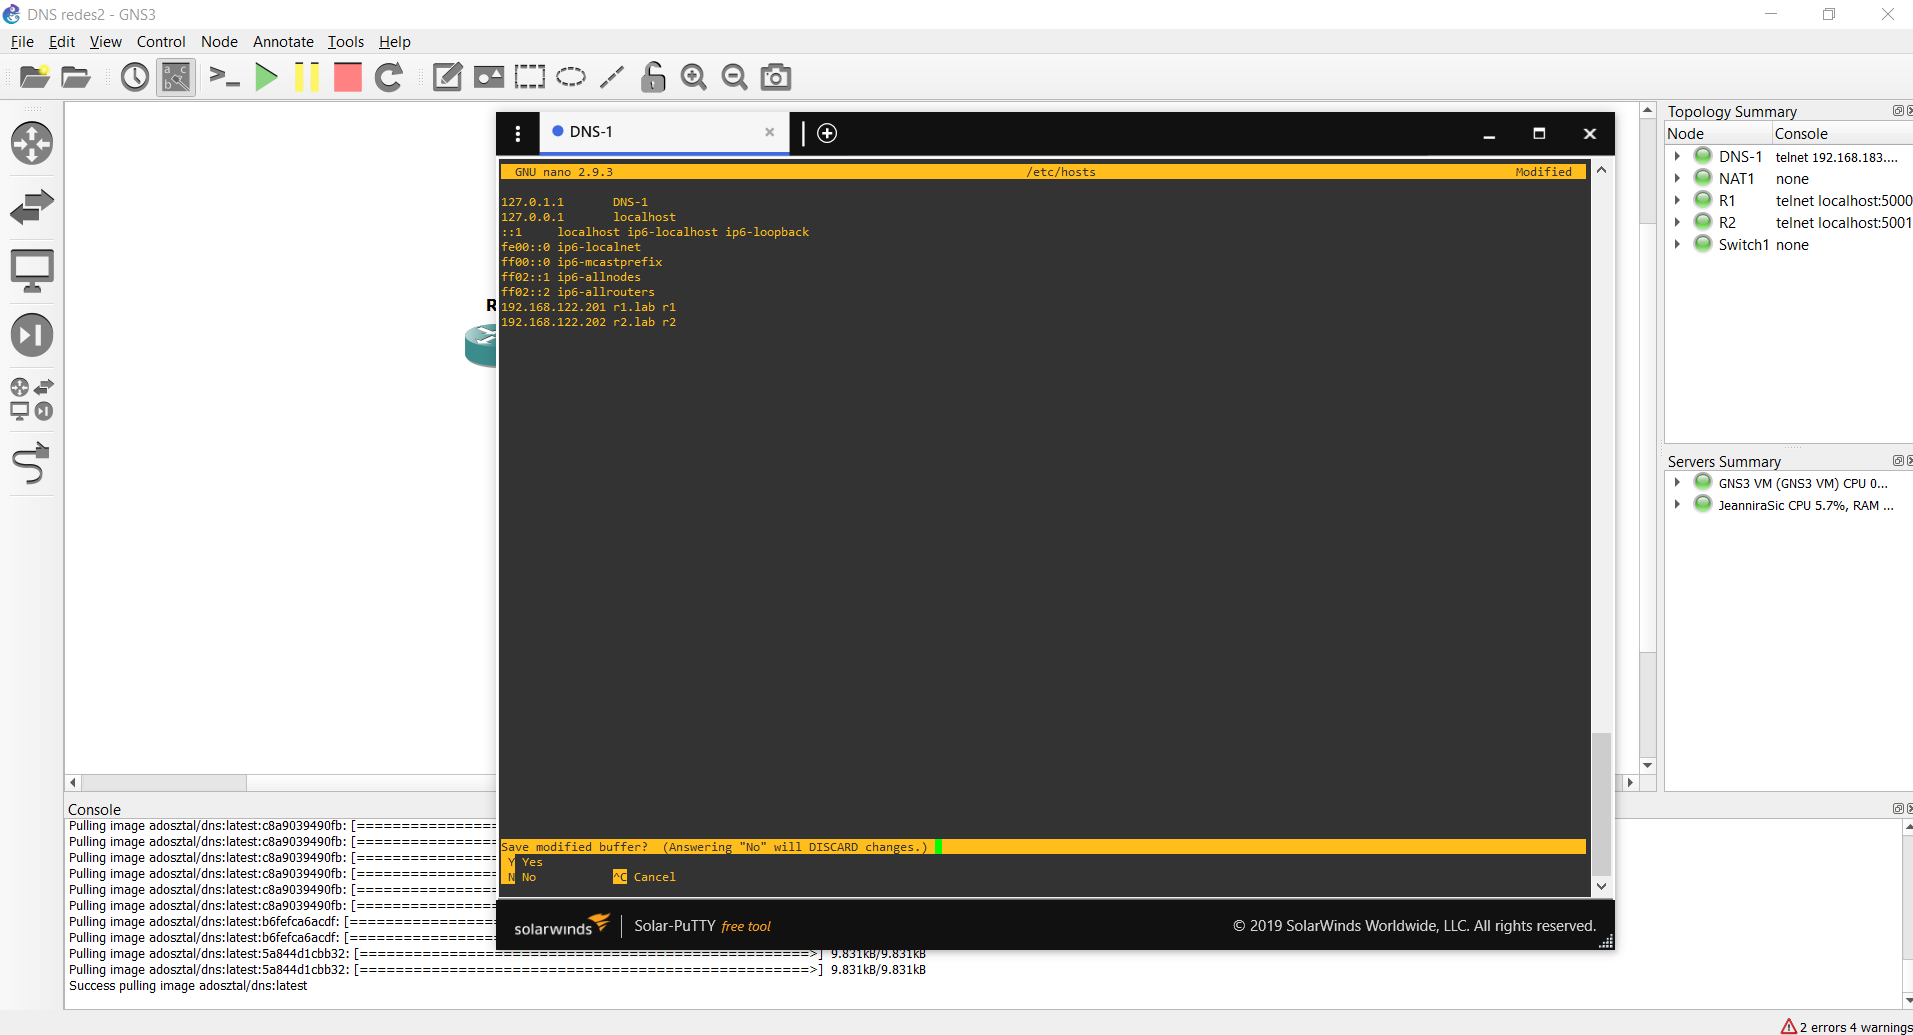 DNS redes2 - GNS3
File Edit View Control Node Annotate Tools Help
DNS-1
GNU nano 2.9.3 /etc/hosts Modified
127.0.1.1 DNS-1
127.0.0.1 localhost
::1 localhost ip6-localhost ip6-loopback
fe00::0 ip6-localnet
ff00::0 ip6-mcastprefix
ff02::1 ip6-allnodes
ff02::2 ip6-allrouters
192.168.122.201 r1.lab r1
192.168.122.202 r2.lab r2
Save modified buffer? (Answering "No" will DISCARD changes.)
Y Yes
N No ^C Cancel
solarwinds Solar-PuTTY free tool © 2019 SolarWinds Worldwide, LLC. All rights reserved.
R
Topology Summary
Node Console
DNS-1 telnet 192.168.183....
NAT1 none
R1 telnet localhost:5000
R2 telnet localhost:5001
Switch1 none
Servers Summary
GNS3 VM (GNS3 VM) CPU 0...
JeanniraSic CPU 5.7%, RAM ...
Console
Pulling image adosztal/dns:latest:c8a9039490fb: [================
Pulling image adosztal/dns:latest:c8a9039490fb: [================
Pulling image adosztal/dns:latest:c8a9039490fb: [================
Pulling image adosztal/dns:latest:c8a9039490fb: [================
Pulling image adosztal/dns:latest:c8a9039490fb: [================
Pulling image adosztal/dns:latest:c8a9039490fb: [================
Pulling image adosztal/dns:latest:b6fefca6acdf: [=================
Pulling image adosztal/dns:latest:b6fefca6acdf: [=================
Pulling image adosztal/dns:latest:5a844d1cbb32: [==================================================>] 9.831kB/9.831kB
Pulling image adosztal/dns:latest:5a844d1cbb32: [==================================================>] 9.831kB/9.831kB
Success pulling image adosztal/dns:latest
2 errors 4 warnings